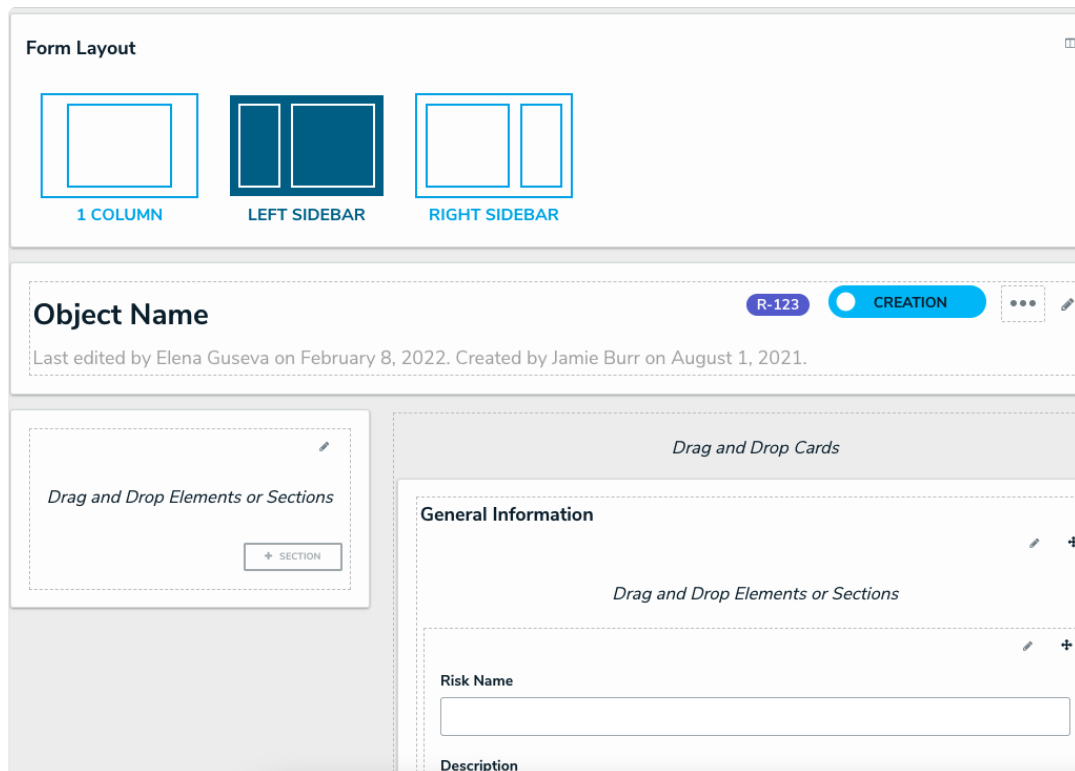 Form Layout
1 COLUMN
LEFT SIDEBAR
RIGHT SIDEBAR
Object Name
R-123
CREATION
Last edited by Elena Guseva on February 8, 2022. Created by Jamie Burr on August 1, 2021.
Drag and Drop Elements or Sections
+ SECTION
Drag and Drop Cards
General Information
Drag and Drop Elements or Sections
Risk Name
Description